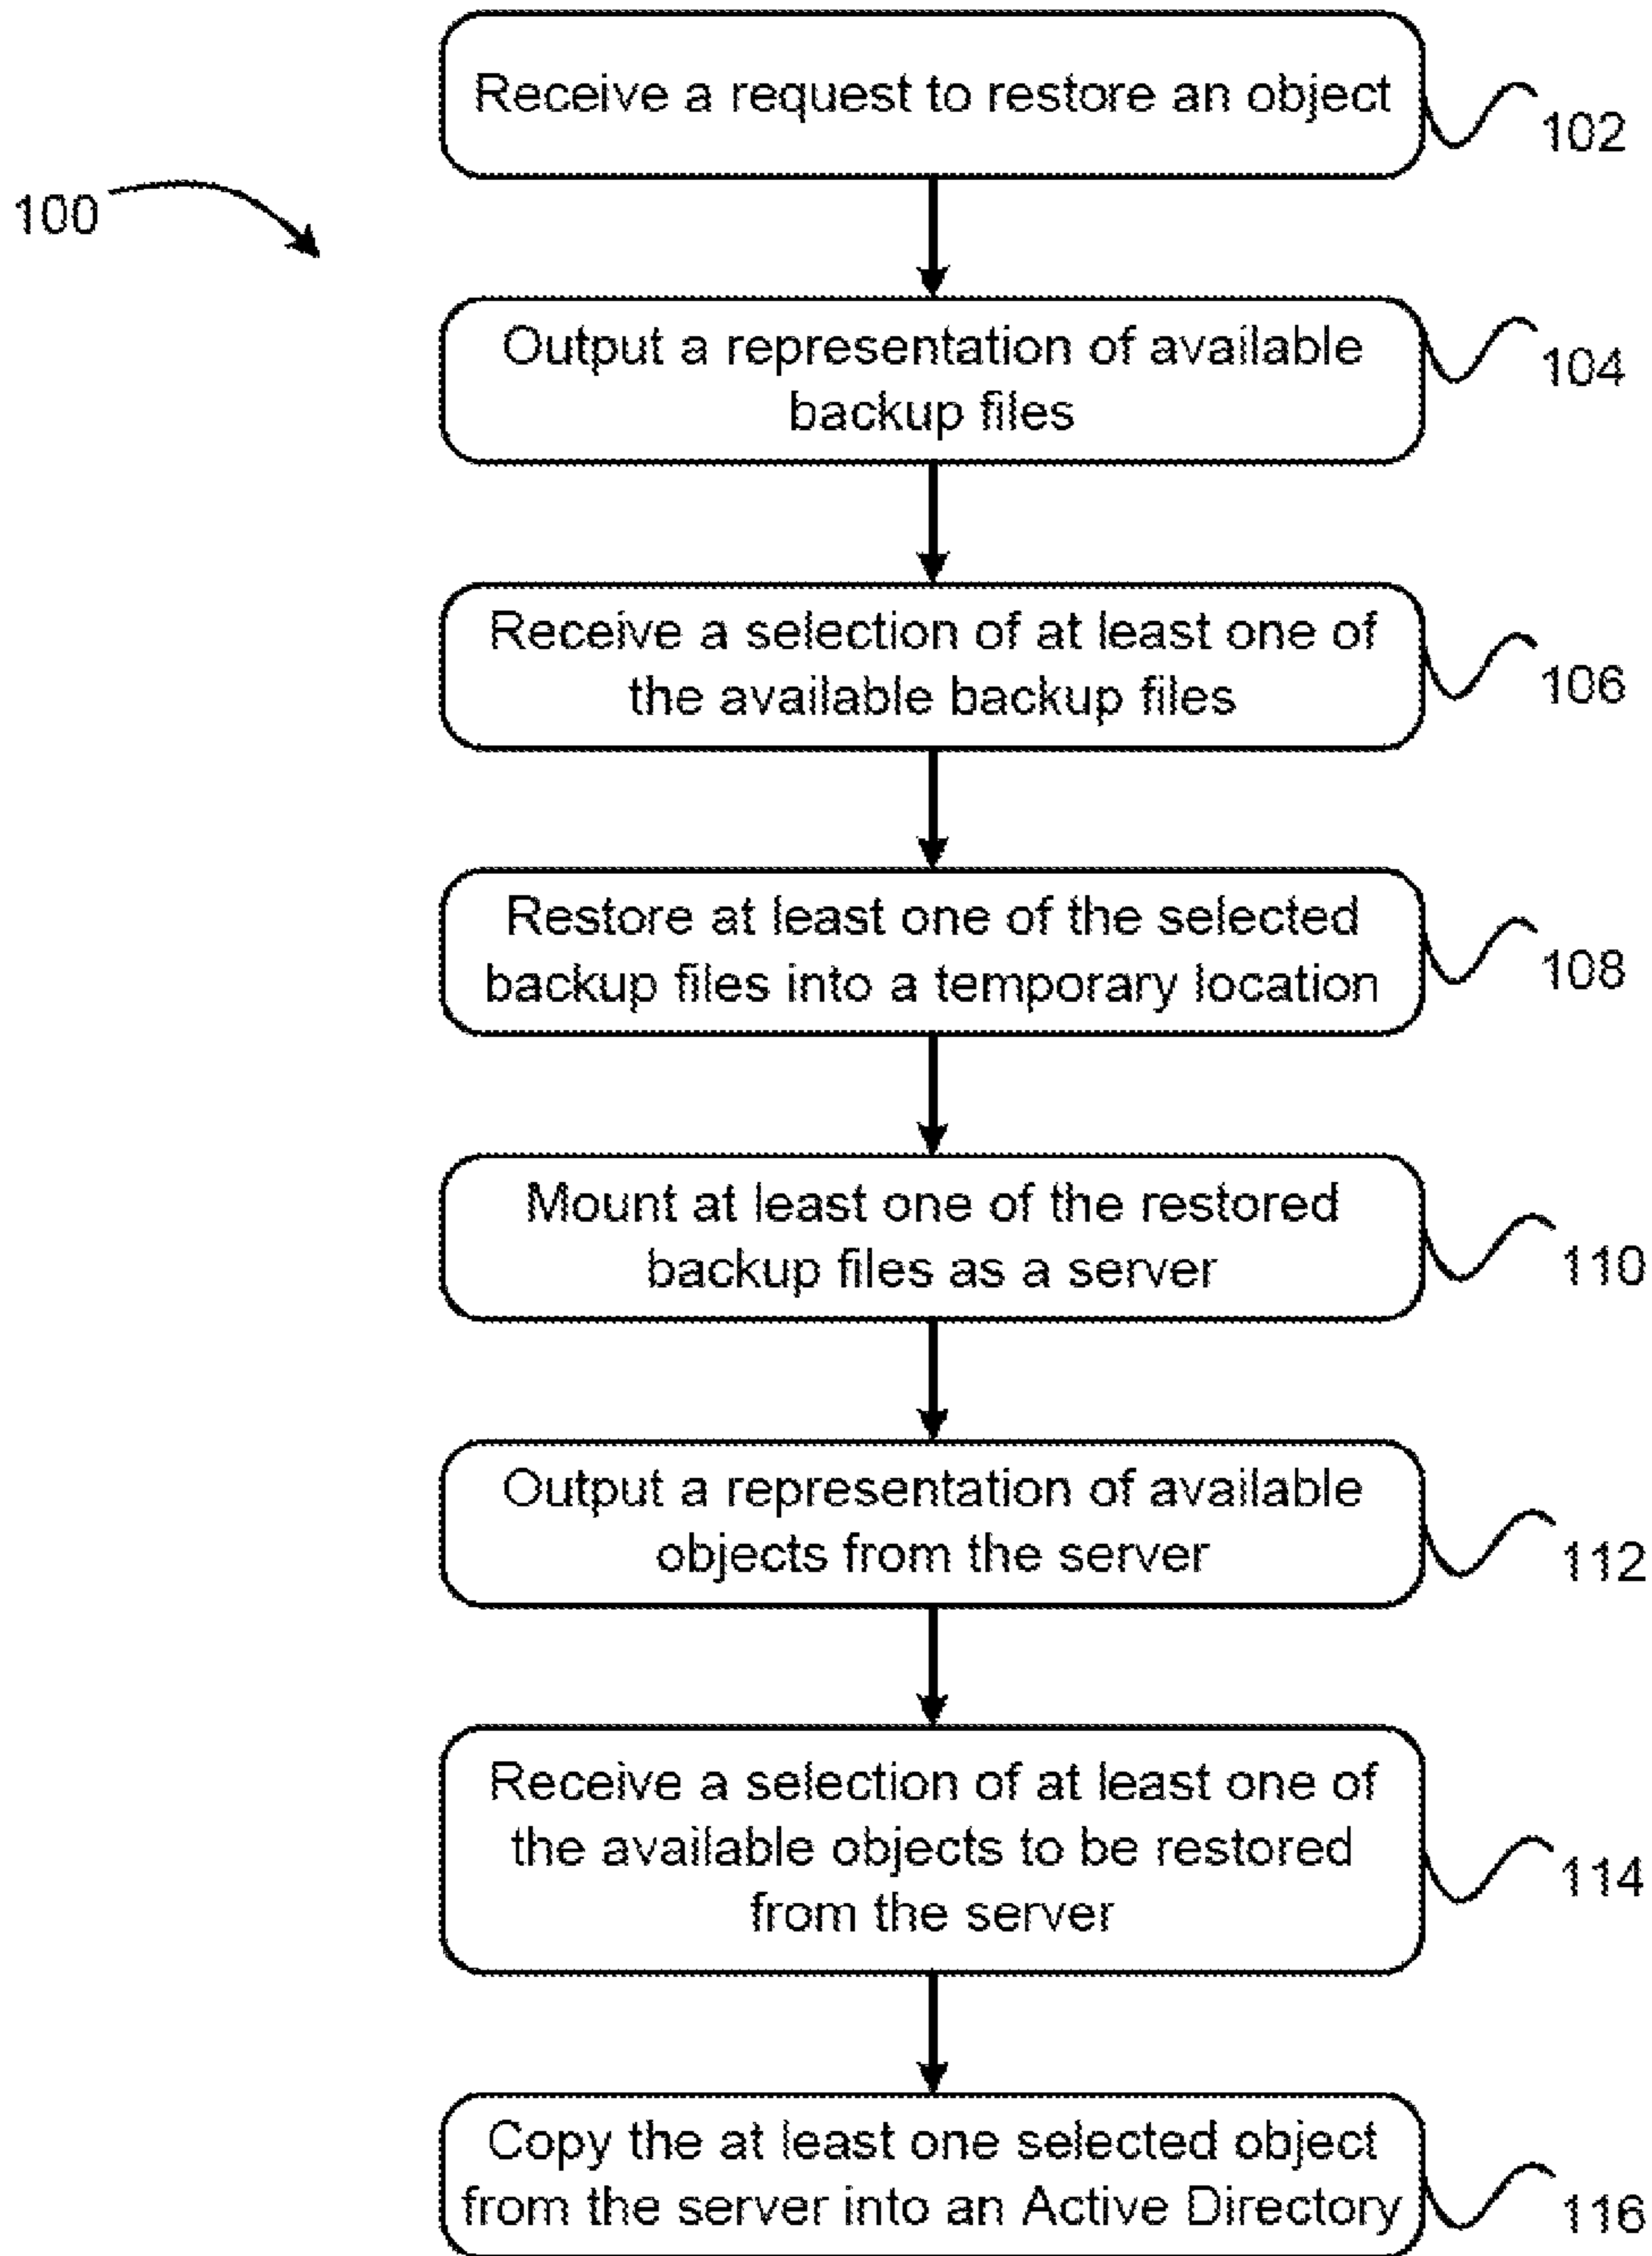 Receive a request to restore an object
102
100
Output a representation of available
backup files
104
Receive a selection of at least one of
the available backup files
106
Restore at least one of the selected
backup files into a temporary location
108
Mount at least one of the restored
backup files as a server
110
Output a representation of available
objects from the server
112
Receive a selection of at least one of
the available objects to be restored
from the server
114
Copy the at least one selected object
from the server into an Active Directory
116